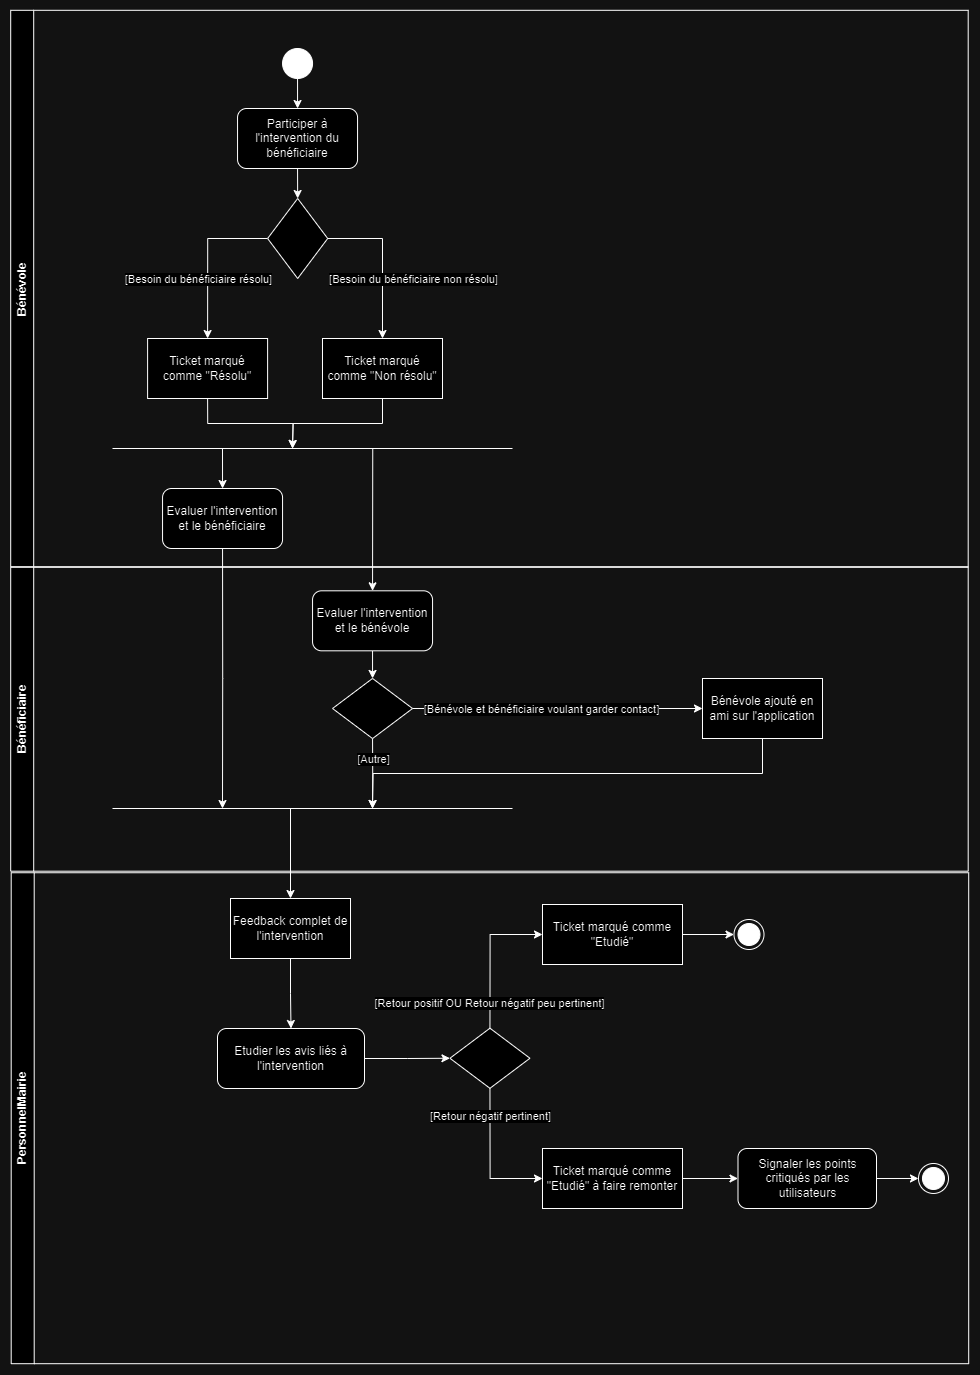 Bénévole
Participer à
l'intervention du
bénéficiaire
[Besoin du bénéficiaire résolu]
[Besoin du bénéficiaire non résolu]
Ticket marqué
comme "Résolu"
Ticket marqué
comme "Non résolu"
Evaluer l'intervention
et le bénéficiaire
Bénéficiaire
Evaluer l'intervention
et le bénévole
[Bénévole et bénéficiaire voulant garder contact]
Bénévole ajouté en
ami sur l'application
[Autre]
PersonnelMairie
Feedback complet de
l'intervention
Ticket marqué comme
"Etudié"
[Retour positif OU Retour négatif peu pertinent]
Etudier les avis liés à
l'intervention
[Retour négatif pertinent]
Ticket marqué comme
"Etudié" à faire remonter
Signaler les points
critiqués par les
utilisateurs